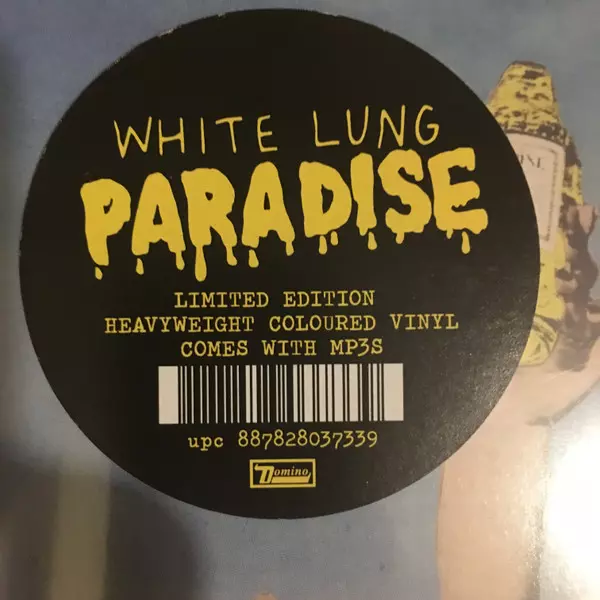 WHITE LUNG
PARADISE
LIMITED EDITION
HEAVYWEIGHT COLOURED VINYL
COMES WITH MP3S
upc 887828037339
Domino